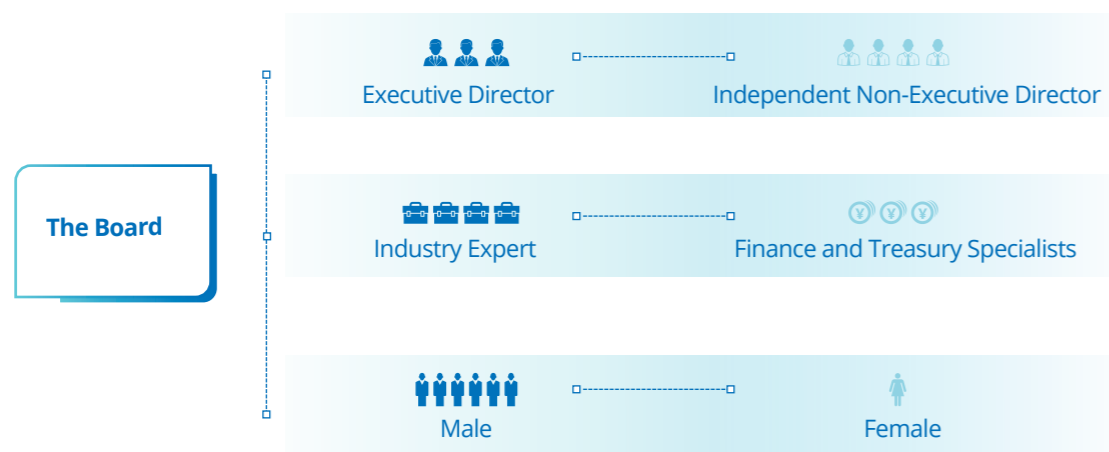 The Board
Executive Director
Independent Non-Executive Director
¥ ¥ ¥
Industry Expert
Finance and Treasury Specialists
Male
Female